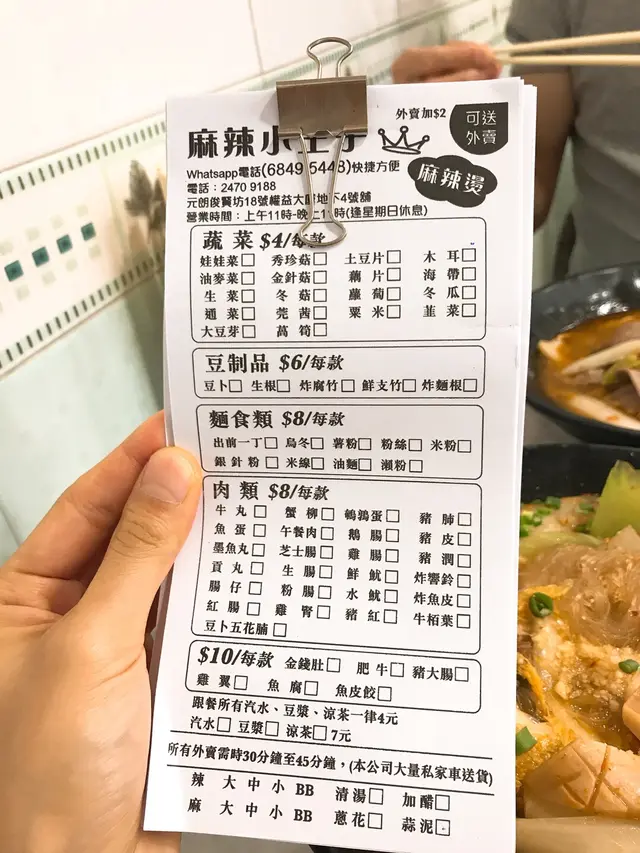 外賣加$2
可送
外賣
麻辣小王子
麻辣燙
Whatsapp電話(6849 5448)快捷方便
電話：2470 9188
元朗俊賢坊18號權益大廈地下4號舖
營業時間：上午11時-晚上11時(逢星期日休息)
蔬菜 $4/每款
娃娃菜□ 秀珍菇□ 土豆片□ 木耳□
油麥菜□ 金針菇□ 藕片□ 海帶□
生菜□ 冬菇□ 蘿蔔□ 冬瓜□
通菜□ 莞茜□ 粟米□ 韮菜□
大豆芽□ 萵筍□
豆制品 $6/每款
豆卜□ 生根□ 炸腐竹□ 鮮支竹□ 炸麵根□
麵食類 $8/每款
出前一丁□ 烏冬□ 薯粉□ 粉絲□ 米粉□
銀針粉□ 米線□ 油麵□ 瀨粉□
肉類 $8/每款
牛丸□ 蟹柳□ 鵪鶉蛋□ 豬肺□
魚蛋□ 午餐肉□ 鵝腸□ 豬皮□
墨魚丸□ 芝士腸□ 雞腸□ 豬潤□
貢丸□ 生腸□ 鮮魷□ 炸響鈴□
腸仔□ 粉腸□ 水魷□ 炸魚皮□
紅腸□ 雞腎□ 豬紅□ 牛栢葉□
豆卜五花腩□
$10/每款 金錢肚□ 肥牛□ 豬大腸□
雞翼□ 魚腐□ 魚皮餃□
跟餐所有汽水、豆漿、涼茶一律4元
汽水□ 豆漿□ 涼茶□7元
所有外賣需時30分鐘至45分鐘，(本公司大量私家車送貨)
辣 大 中 小 BB 清湯□ 加醋□
麻 大 中 小 BB 蔥花□ 蒜泥□